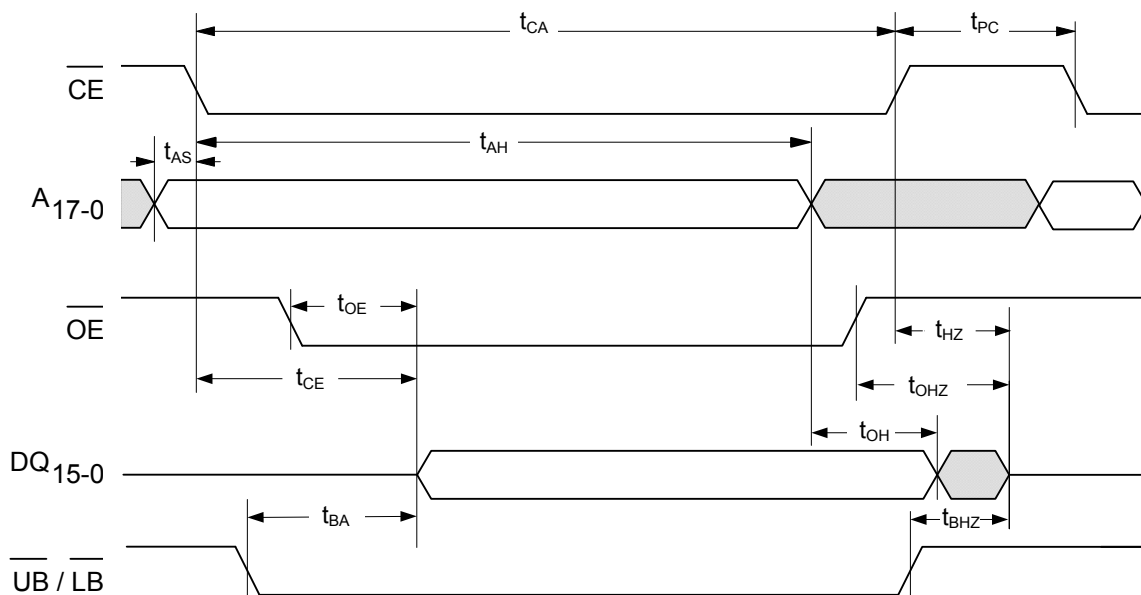 tCA
tPC
CE
tAS
tAH
A17-0
OE
tOE
tHZ
tCE
tOHZ
tOH
DQ15-0
tBA
tBHZ
UB / LB